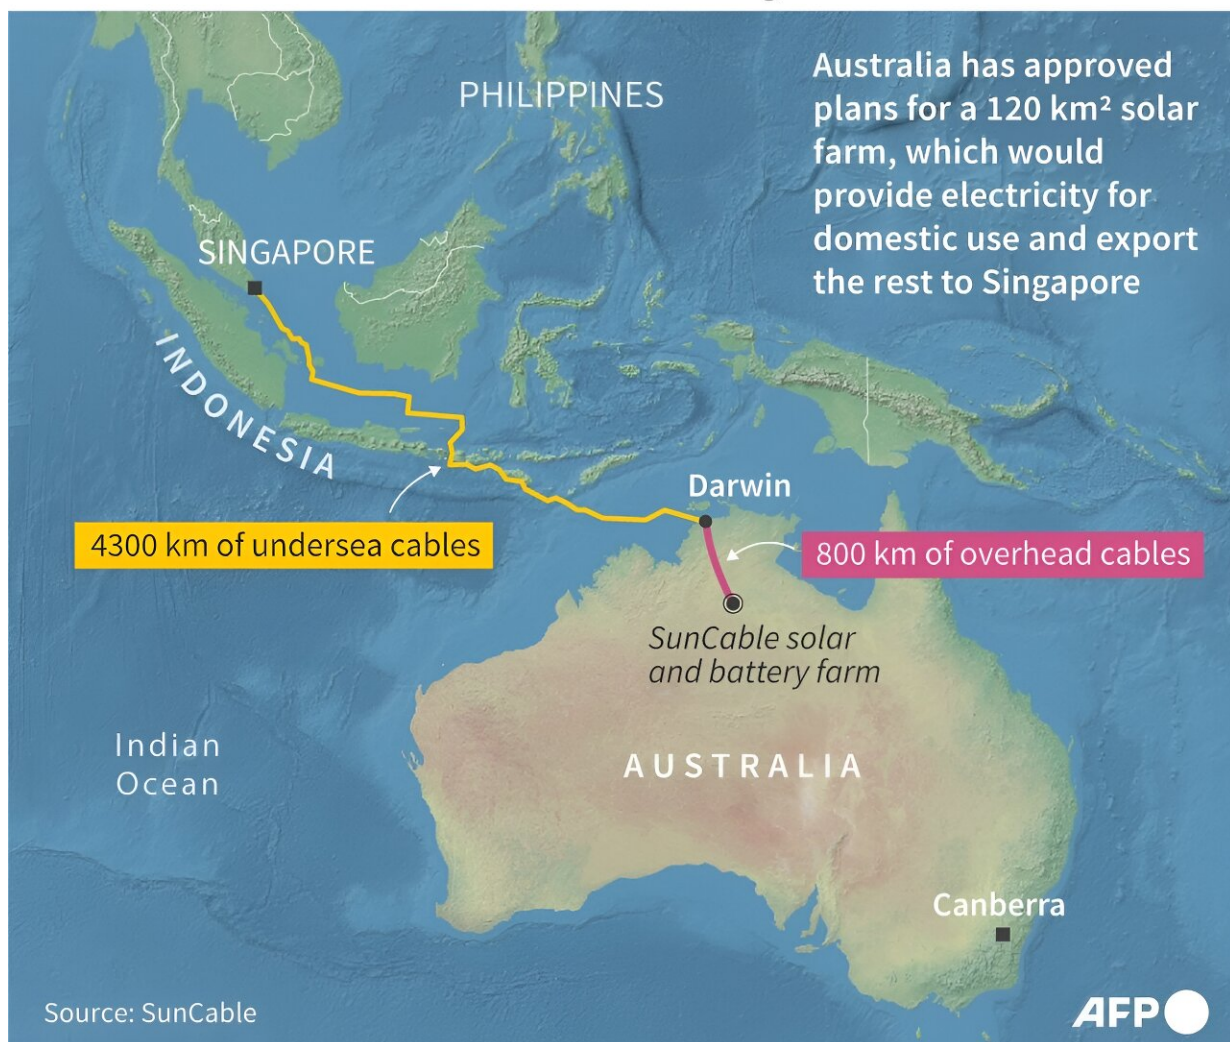 PHILIPPINES
Australia has approved
plans for a 120 km² solar
farm, which would
provide electricity for
domestic use and export
the rest to Singapore
SINGAPORE
INDONESIA
Darwin
4300 km of undersea cables
800 km of overhead cables
SunCable solar
and battery farm
Indian
Ocean
AUSTRALIA
Canberra
Source: SunCable
AFP